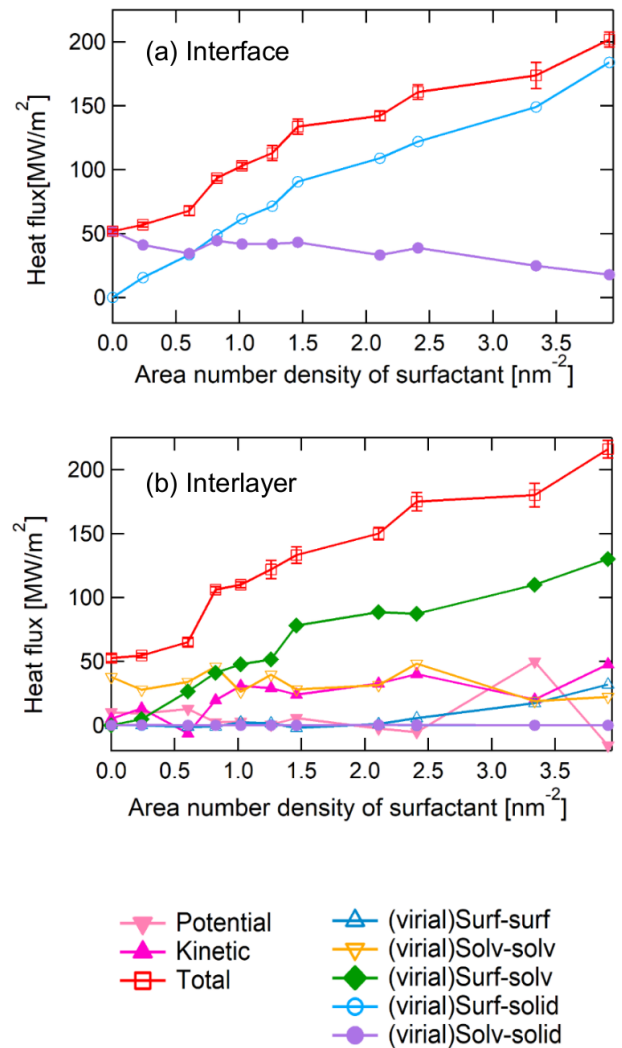 (a) Interface
Heat flux[MW/m²]
200
150
100
50
0
0.0 0.5 1.0 1.5 2.0 2.5 3.0 3.5
Area number density of surfactant [nm⁻²]
(b) Interlayer
Heat flux [MW/m²]
200
150
100
50
0
0.0 0.5 1.0 1.5 2.0 2.5 3.0 3.5
Area number density of surfactant [nm⁻²]
Potential
Kinetic
Total
(virial)Surf-surf
(virial)Solv-solv
(virial)Surf-solv
(virial)Surf-solid
(virial)Solv-solid